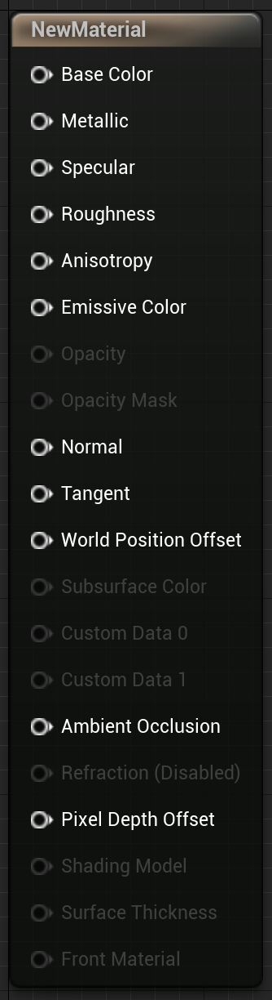 NewMaterial
Base Color
Metallic
Specular
Roughness
Anisotropy
Emissive Color
Opacity
Opacity Mask
Normal
Tangent
World Position Offset
Subsurface Color
Custom Data 0
Custom Data 1
Ambient Occlusion
Refraction (Disabled)
Pixel Depth Offset
Shading Model
Surface Thickness
Front Material